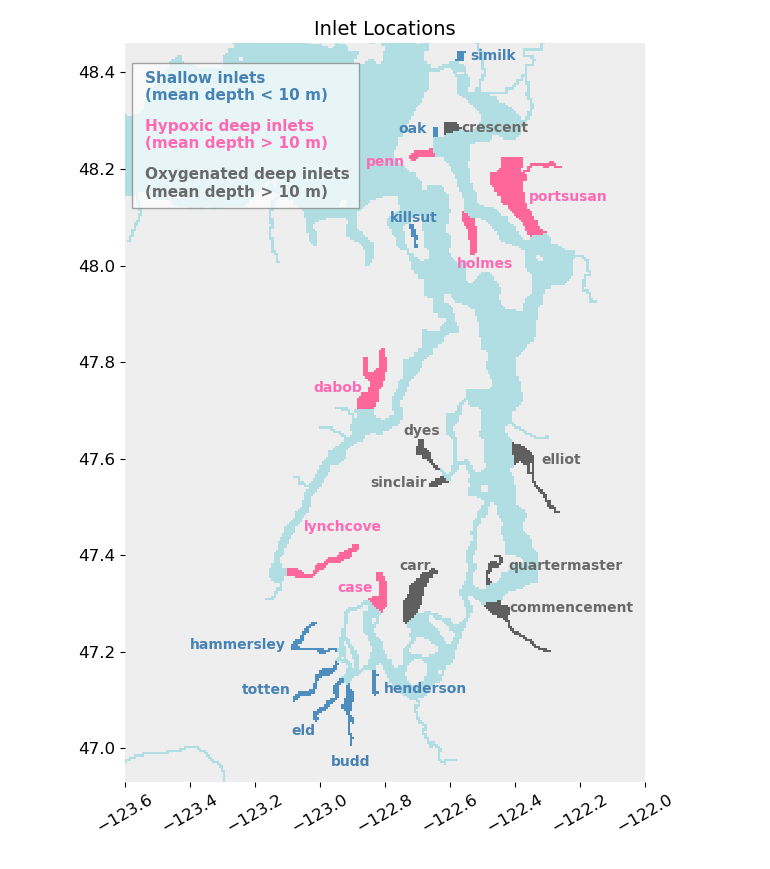 Inlet Locations
48.4
similk
Shallow inlets
(mean depth < 10 m)
Hypoxic deep inlets
(mean depth > 10 m)
Oxygenated deep inlets
(mean depth > 10 m)
oak
crescent
penn
48.2
portsusan
killsut
holmes
48.0
47.8
dabob
dyes
47.6
elliot
sinclair
lynchcove
47.4
carr
quartermaster
case
commencement
hammersley
47.2
totten
henderson
eld
budd
47.0
−123.6
−123.4
−123.2
−123.0
−122.8
−122.6
−122.4
−122.2
−122.0